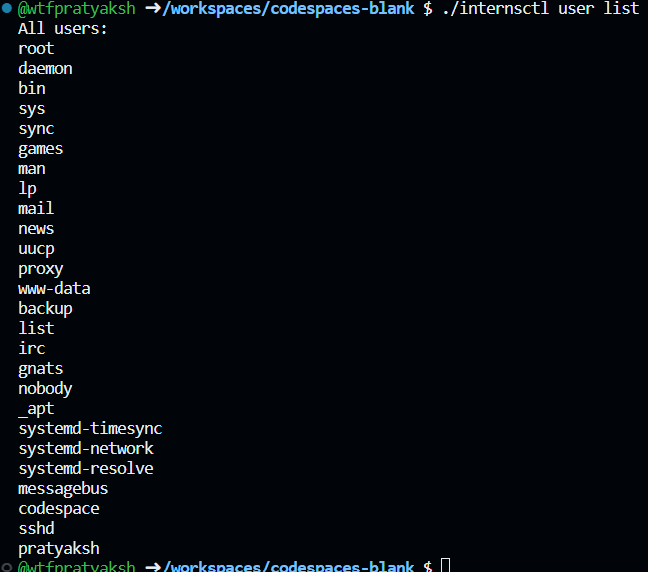 @wtfpratyaksh ➜/workspaces/codespaces-blank $ ./internsctl user list
All users:
root
daemon
bin
sys
sync
games
man
lp
mail
news
uucp
proxy
www-data
backup
list
irc
gnats
nobody
_apt
systemd-timesync
systemd-network
systemd-resolve
messagebus
codespace
sshd
pratyaksh
@wtfpratyaksh ➜/workspaces/codespaces-blank $